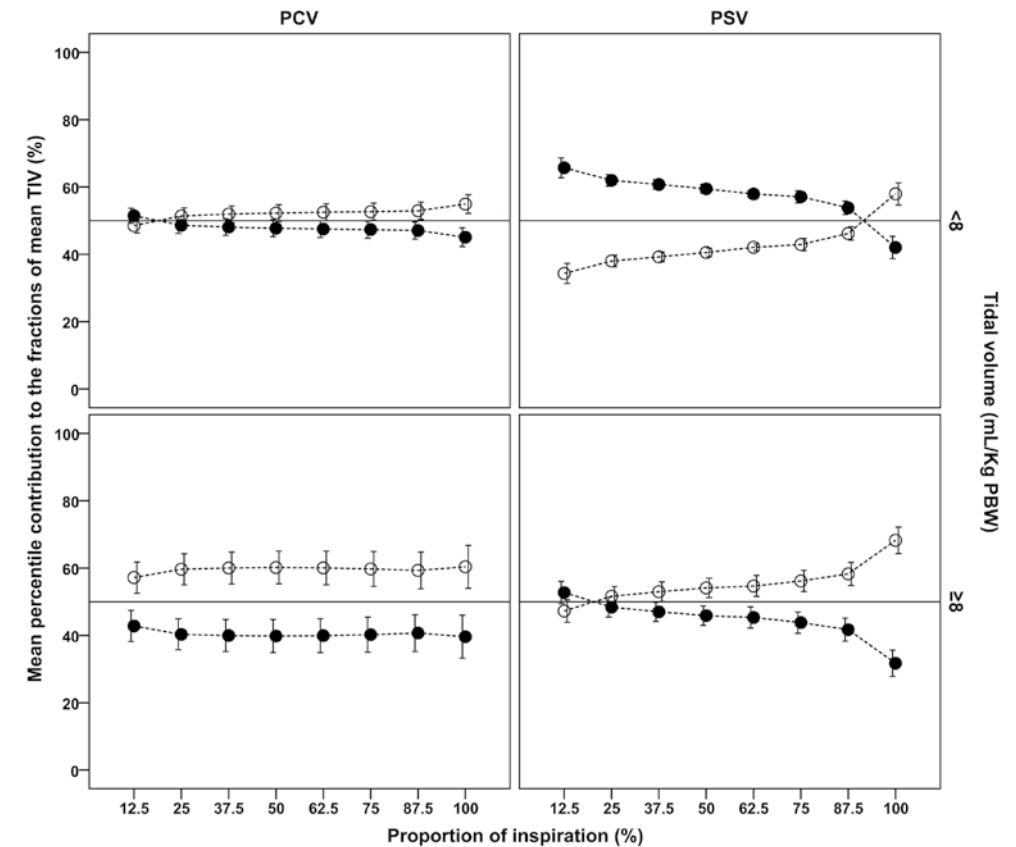 PCV
PSV
Mean percentile contribution to the fractions of mean TIV (%)
100
80
60
40
20
0
<8
100
80
60
40
20
0
≥8
Tidal volume (mL/Kg PBW)
12.5 25 37.5 50 62.5 75 87.5 100
12.5 25 37.5 50 62.5 75 87.5 100
Proportion of inspiration (%)